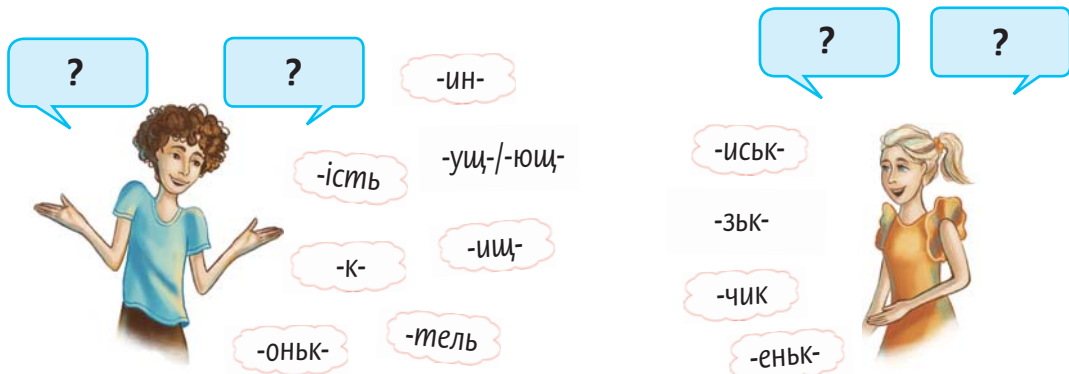 ?
?
?
?
-ин-
-ість
-ущ-/-ющ-
-иськ-
-зьк-
-к-
-ищ-
-чик
-оньк-
-тель
-еньк-